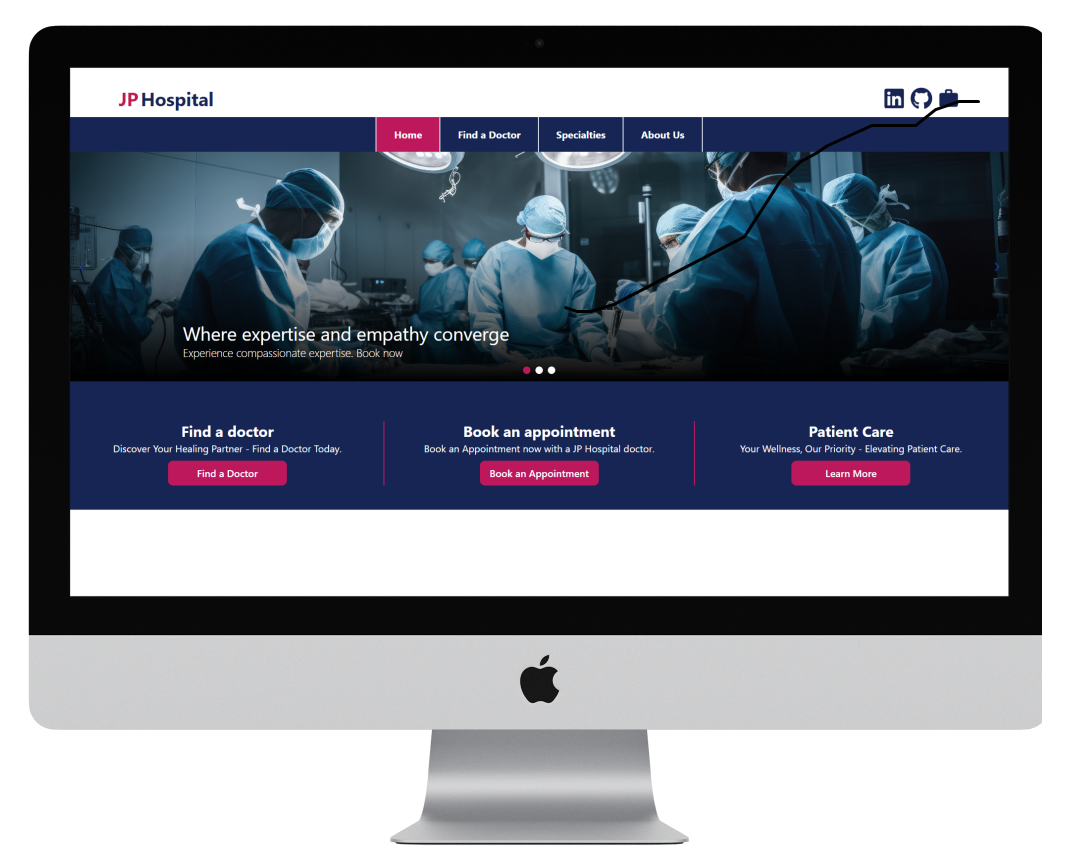 JP Hospital
in
Home Find a Doctor Specialties About Us
Where expertise and empathy converge
Experience compassionate expertise. Book now
Find a doctor
Discover Your Healing Partner - Find a Doctor Today.
Find a Doctor
Book an appointment
Book an Appointment now with a JP Hospital doctor.
Book an Appointment
Patient Care
Your Wellness, Our Priority - Elevating Patient Care.
Learn More